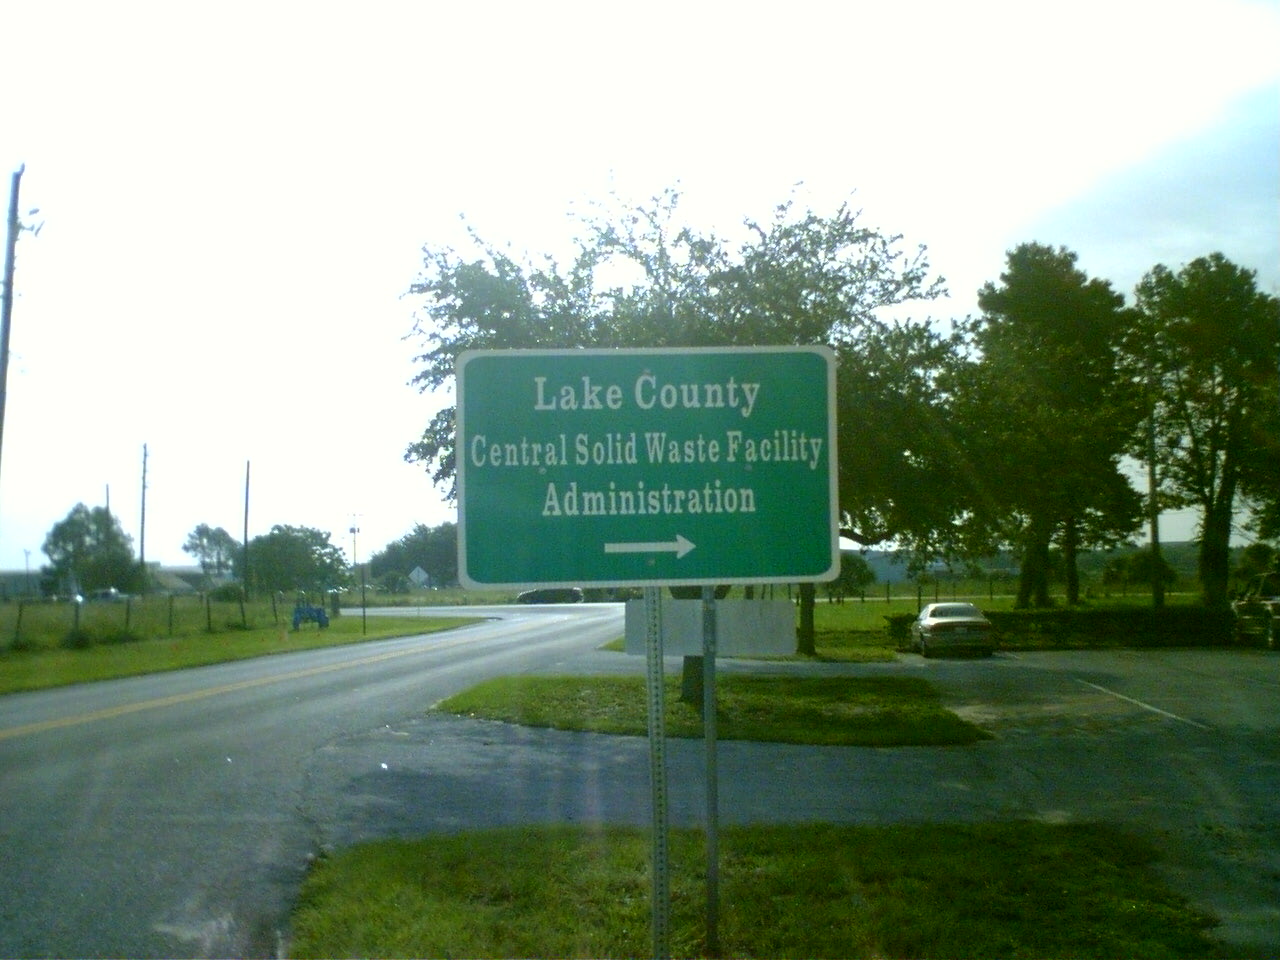 Lake County
Central Solid Waste Facility
Administration